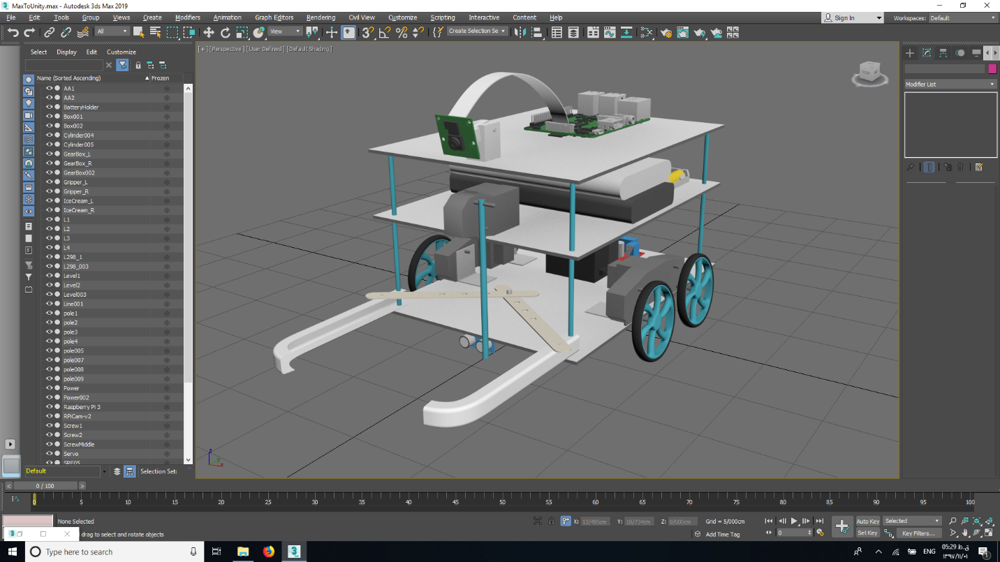 MaxToUnity.max - Autodesk 3ds Max 2019
File Edit Tools Group Views Create Modifiers Animation Graph Editors Rendering Civil View Customize Scripting Interactive Content Help
Sign In
Workspaces: Default
All
View
Create Selection Se
Select Display Edit Customize
[+] [Perspective] [User Defined] [Default Shading]
Name (Sorted Ascending) Frozen
AA1
AA2
BatteryHolder
Box001
Box002
Cylinder004
Cylinder005
GearBox_L
GearBox_R
GearBox002
Gripper_L
Gripper_R
IceCream_L
IceCream_R
L1
L2
L3
L4
L298_1
L298_003
Level1
Level2
Level003
Line001
pole1
pole2
pole3
pole4
pole005
pole007
pole008
pole009
Power
Power002
Raspberry Pi 3
RPiCam-v2
Screw1
Screw2
ScrewMiddle
Servo
SRF05
Modifier List
Default
Selection Set:
0 / 100
0 5 10 15 20 25 30 35 40 45 50 55 60 65 70 75 80 85 90 95 100
None Selected
X: 13/495cm Y: 18/734cm Z: 0/000cm Grid = 5/000cm
Auto Key Selected
drag to select and rotate objects
Add Time Tag
0
Set Key Key Filters...
Type here to search
ENG
05:29 ق.ظ
۱۳۹۷/۱۱/۰۱
1